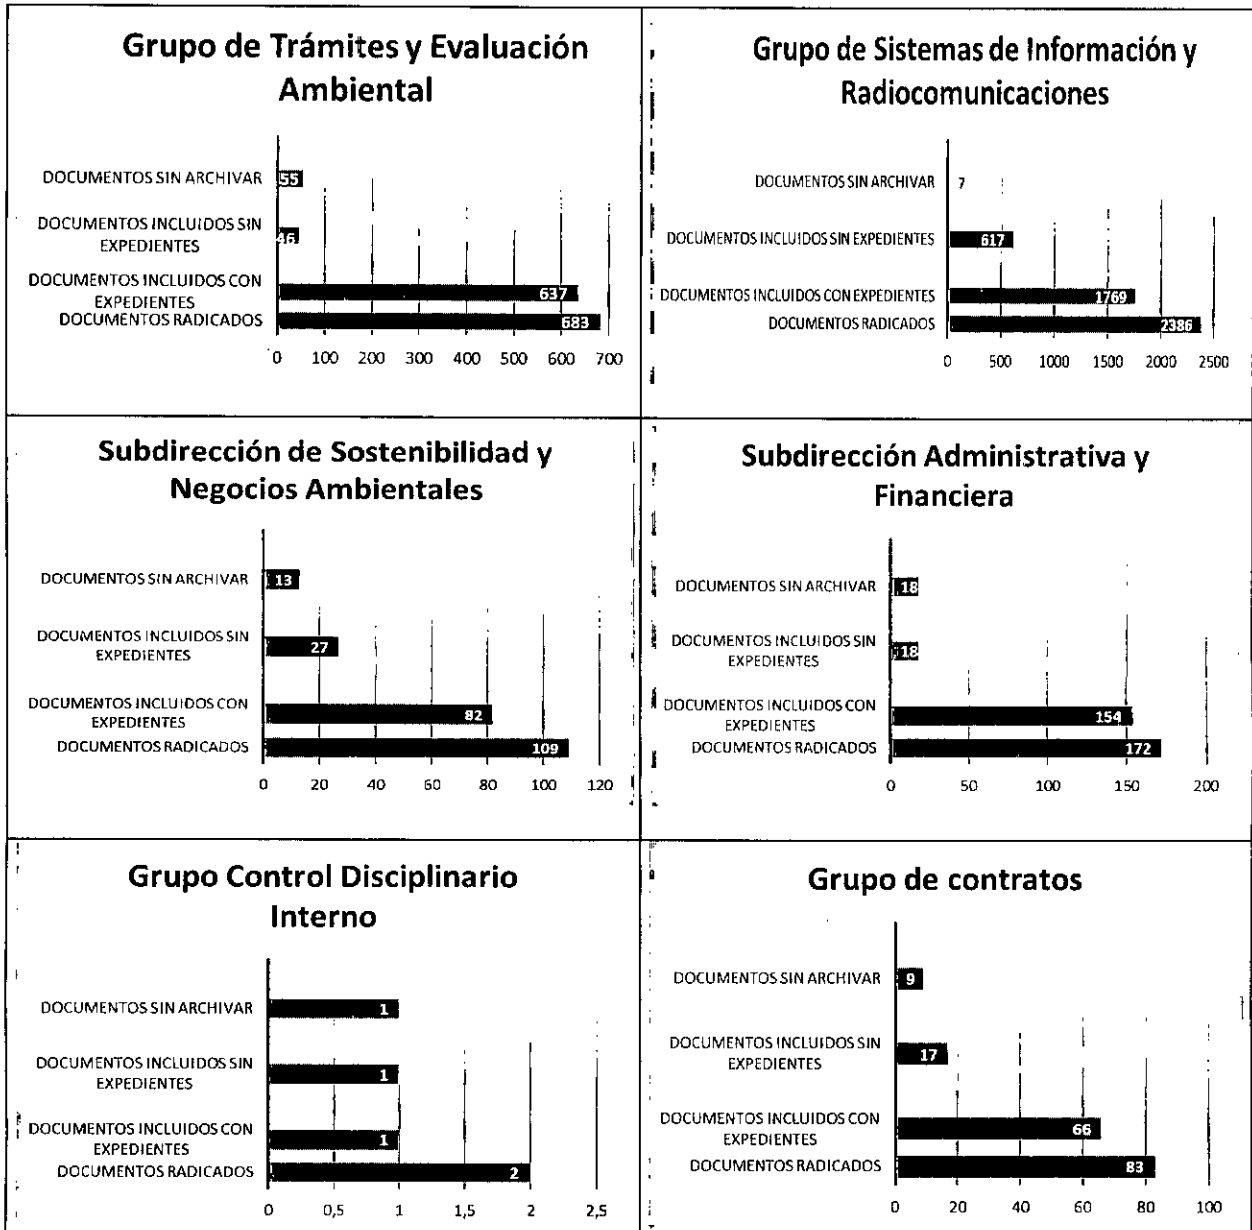 Grupo de Trámites y Evaluación
Ambiental
DOCUMENTOS SIN ARCHIVAR
55
DOCUMENTOS INCLUIDOS SIN
EXPEDIENTES
46
DOCUMENTOS INCLUIDOS CON
EXPEDIENTES
637
DOCUMENTOS RADICADOS
683
0 100 200 300 400 500 600 700
Grupo de Sistemas de Información y
Radiocomunicaciones
DOCUMENTOS SIN ARCHIVAR
7
DOCUMENTOS INCLUIDOS SIN EXPEDIENTES
617
DOCUMENTOS INCLUIDOS CON EXPEDIENTES
1769
DOCUMENTOS RADICADOS
2386
0 500 1000 1500 2000 2500
Subdirección de Sostenibilidad y
Negocios Ambientales
DOCUMENTOS SIN ARCHIVAR
13
DOCUMENTOS INCLUIDOS SIN
EXPEDIENTES
27
DOCUMENTOS INCLUIDOS CON
EXPEDIENTES
82
DOCUMENTOS RADICADOS
109
0 20 40 60 80 100 120
Subdirección Administrativa y
Financiera
DOCUMENTOS SIN ARCHIVAR
18
DOCUMENTOS INCLUIDOS SIN
EXPEDIENTES
18
DOCUMENTOS INCLUIDOS CON
EXPEDIENTES
154
DOCUMENTOS RADICADOS
172
0 50 100 150 200
Grupo Control Disciplinario
Interno
DOCUMENTOS SIN ARCHIVAR
1
DOCUMENTOS INCLUIDOS SIN
EXPEDIENTES
1
DOCUMENTOS INCLUIDOS CON
EXPEDIENTES
1
DOCUMENTOS RADICADOS
2
0 0,5 1 1,5 2 2,5
Grupo de contratos
DOCUMENTOS SIN ARCHIVAR
9
DOCUMENTOS INCLUIDOS SIN
EXPEDIENTES
17
DOCUMENTOS INCLUIDOS CON
EXPEDIENTES
66
DOCUMENTOS RADICADOS
83
0 20 40 60 80 100